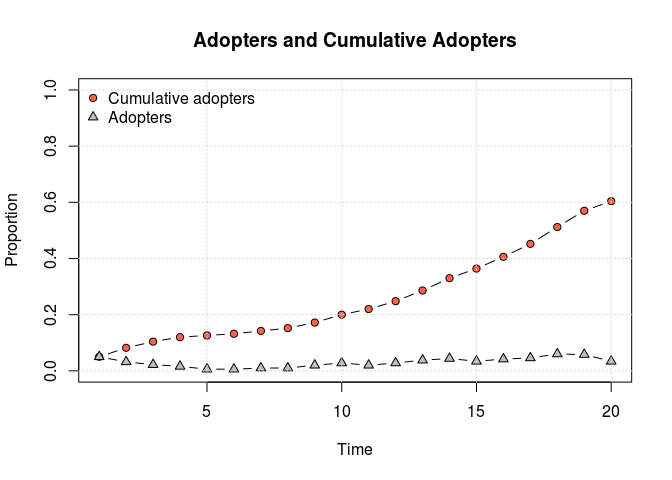 Adopters and Cumulative Adopters
Cumulative adopters
Adopters
1.0
0.8
0.6
0.4
0.2
0.0
Proportion
5 10 15 20
Time